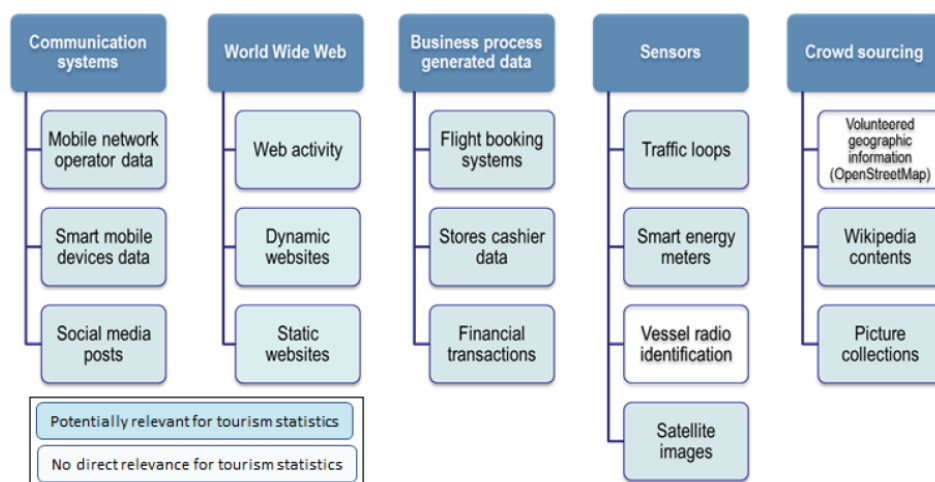 Communication
systems
World Wide Web
Business process
generated data
Sensors
Crowd sourcing
Mobile network
operator data
Smart mobile
devices data
Social media
posts
Web activity
Dynamic
websites
Static
websites
Flight booking
systems
Stores cashier
data
Financial
transactions
Traffic loops
Smart energy
meters
Vessel radio
identification
Satellite
images
Volunteered
geographic
information
(OpenStreetMap)
Wikipedia
contents
Picture
collections
Potentially relevant for tourism statistics
No direct relevance for tourism statistics